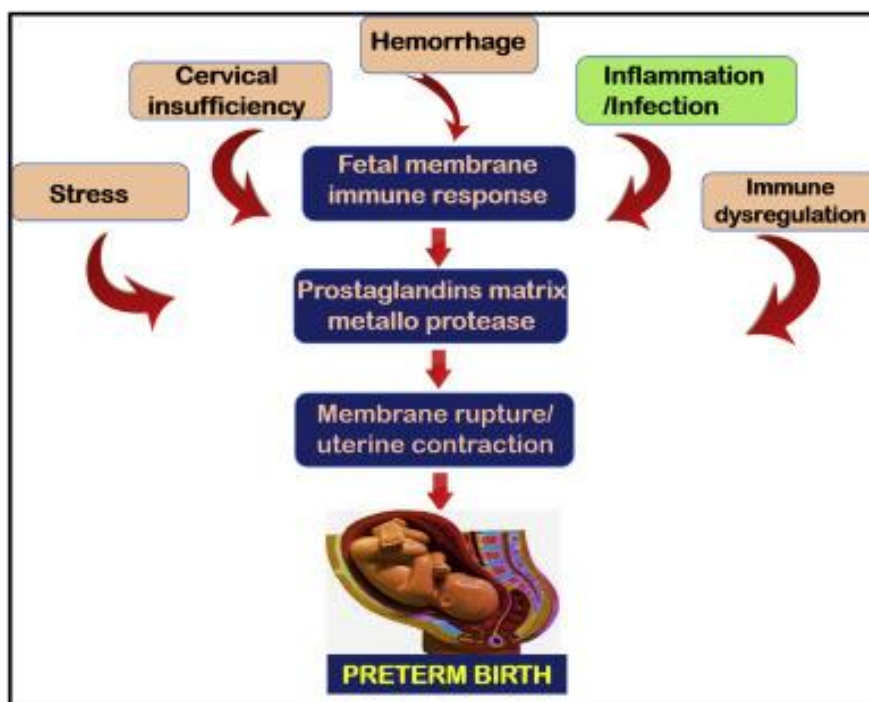 Hemorrhage
Cervical
insufficiency
Inflammation
/Infection
Stress
Fetal membrane
immune response
Immune
dysregulation
Prostaglandins matrix
metallo protease
Membrane rupture/
uterine contraction
PRETERM BIRTH